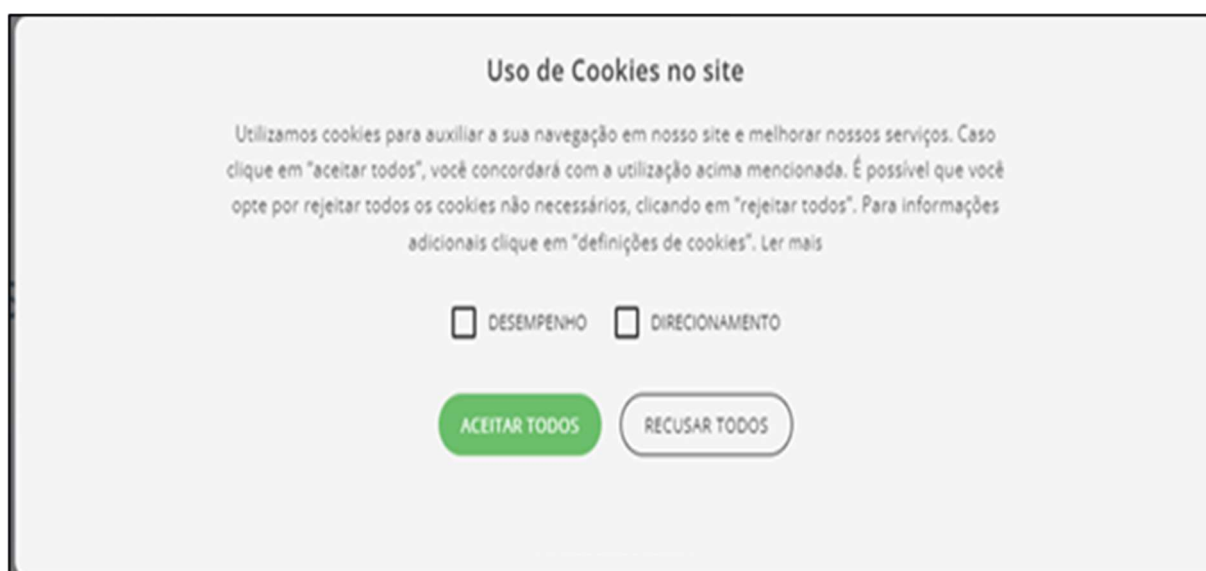 Uso de Cookies no site
Utilizamos cookies para auxiliar a sua navegação em nosso site e melhorar nossos serviços. Caso
clique em "aceitar todos", você concordará com a utilização acima mencionada. É possível que você
opte por rejeitar todos os cookies não necessários, clicando em "rejeitar todos". Para informações
adicionais clique em "definições de cookies". Ler mais
DESEMPENHO DIRECIONAMENTO
ACEITAR TODOS RECUSAR TODOS